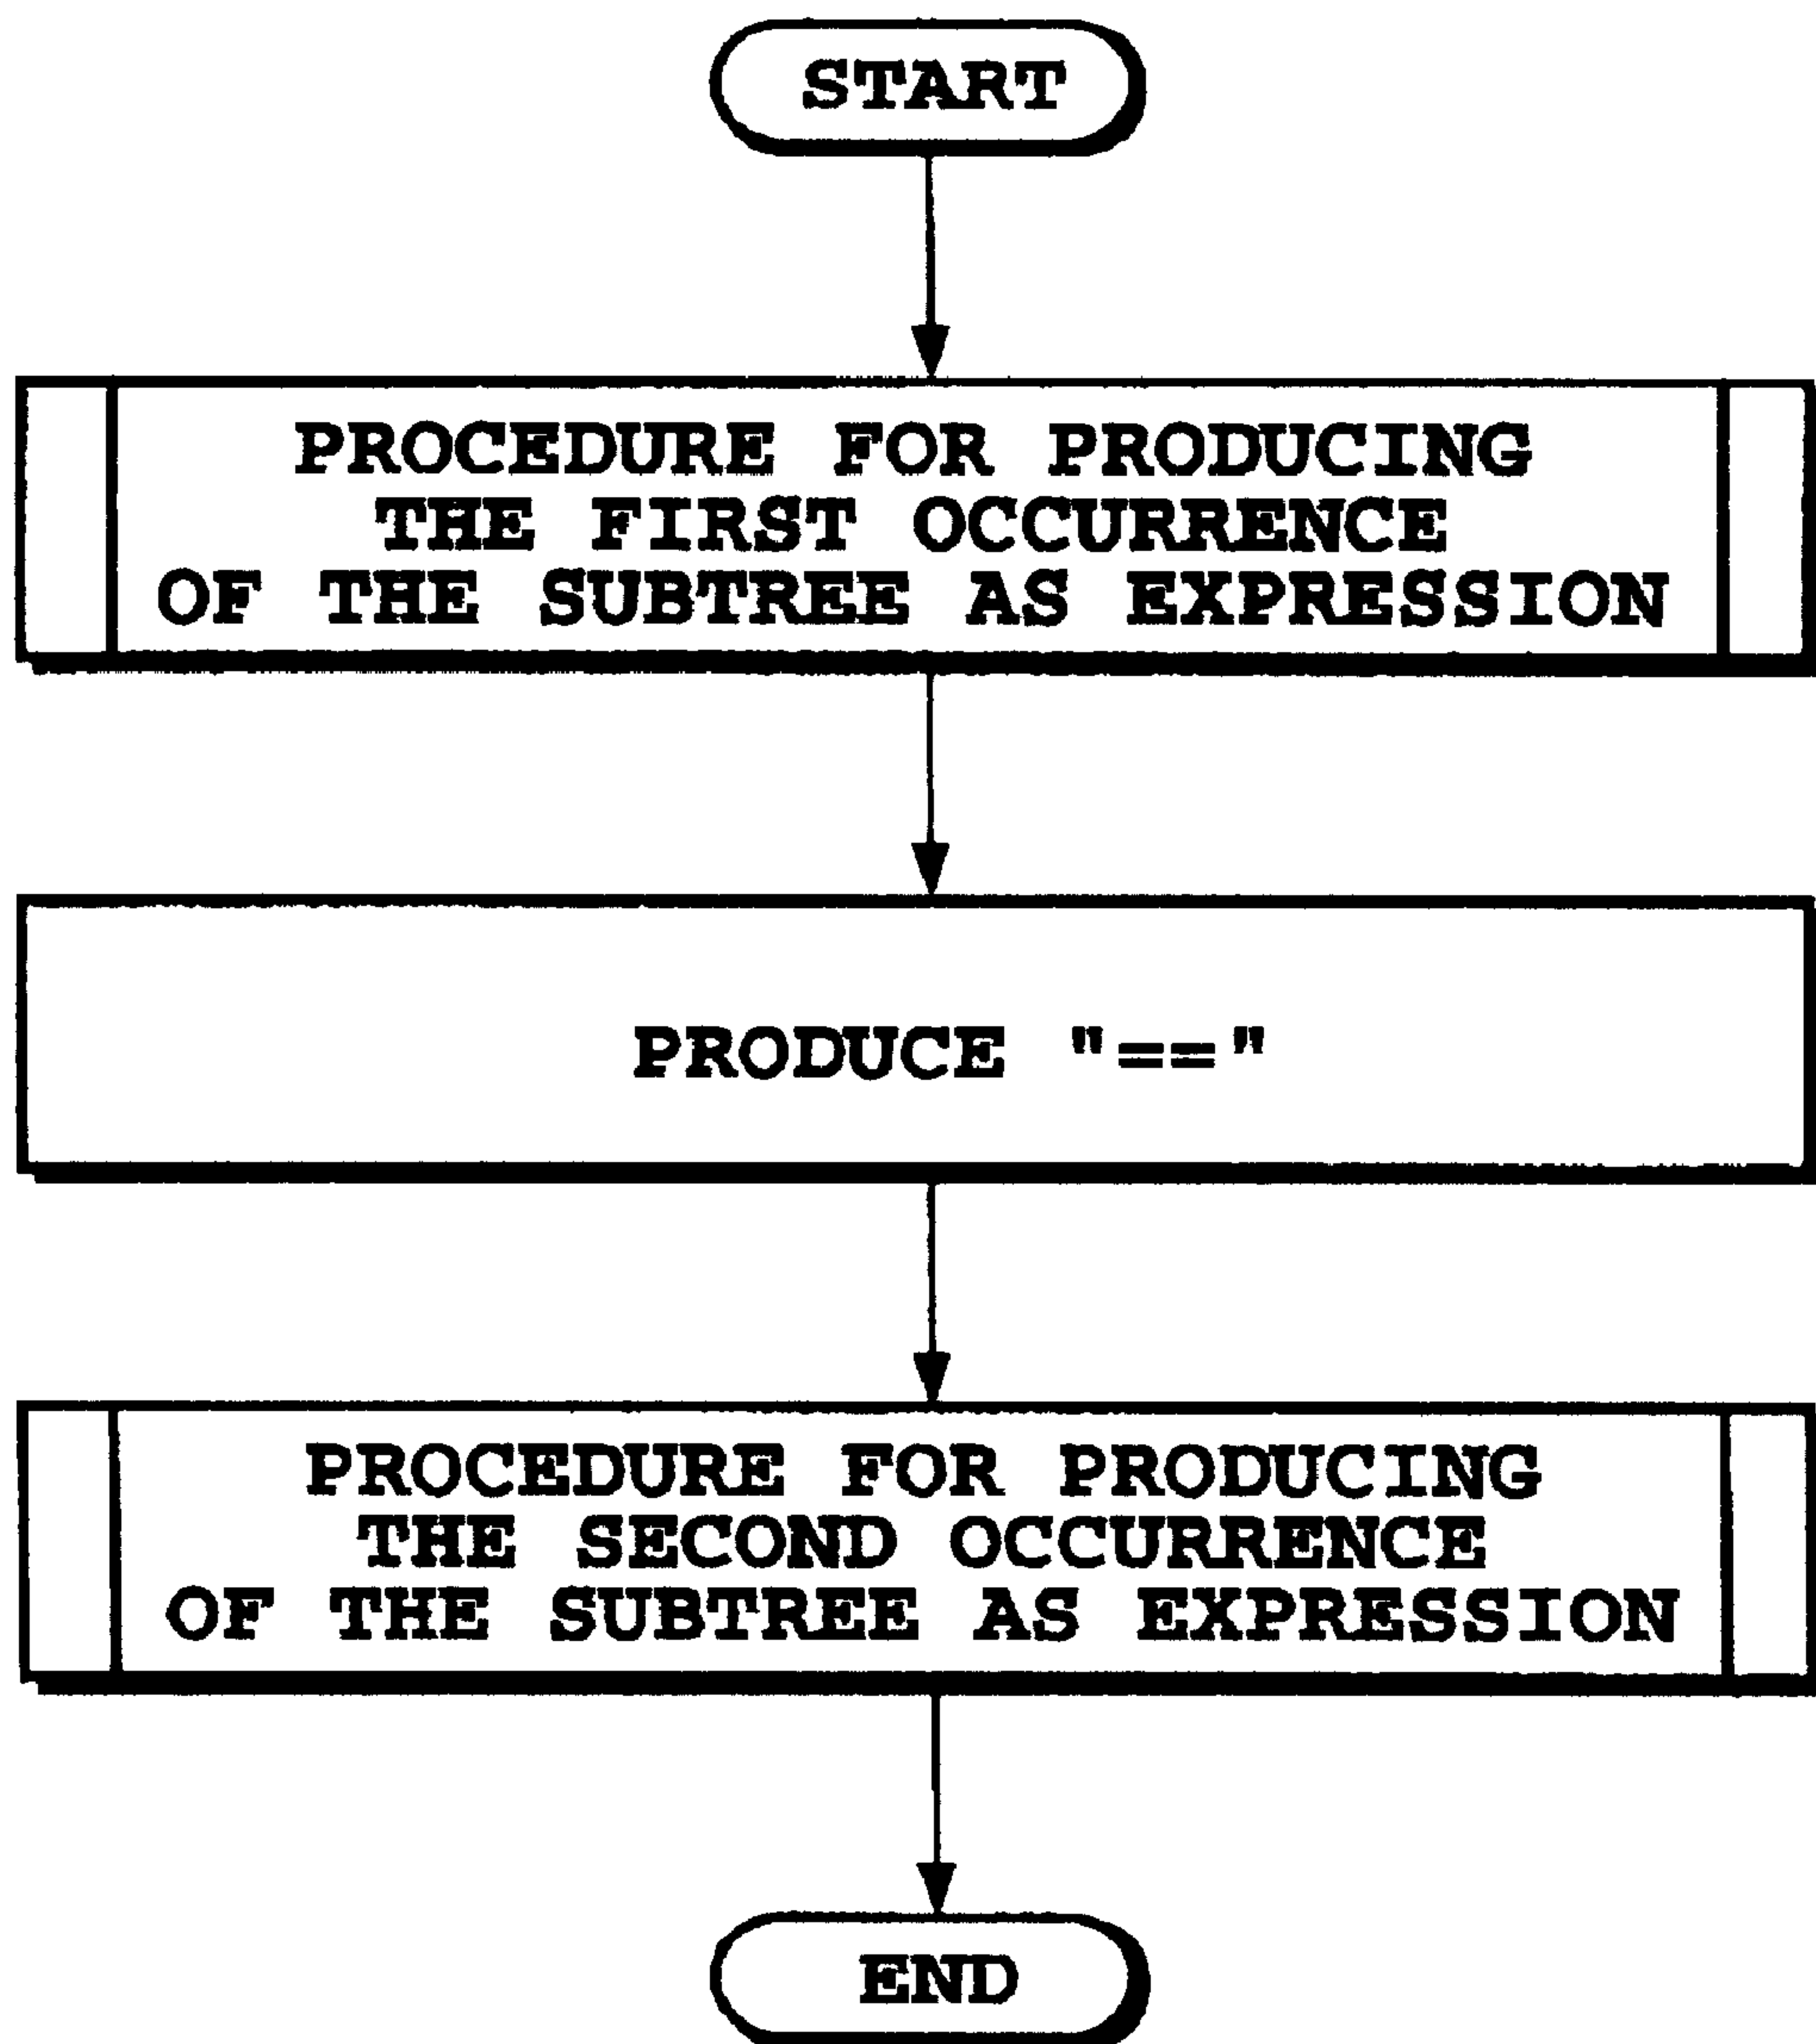 START
PROCEDURE FOR PRODUCING
THE FIRST OCCURRENCE
OF THE SUBTREE AS EXPRESSION
PRODUCE "=="
PROCEDURE FOR PRODUCING
THE SECOND OCCURRENCE
OF THE SUBTREE AS EXPRESSION
END